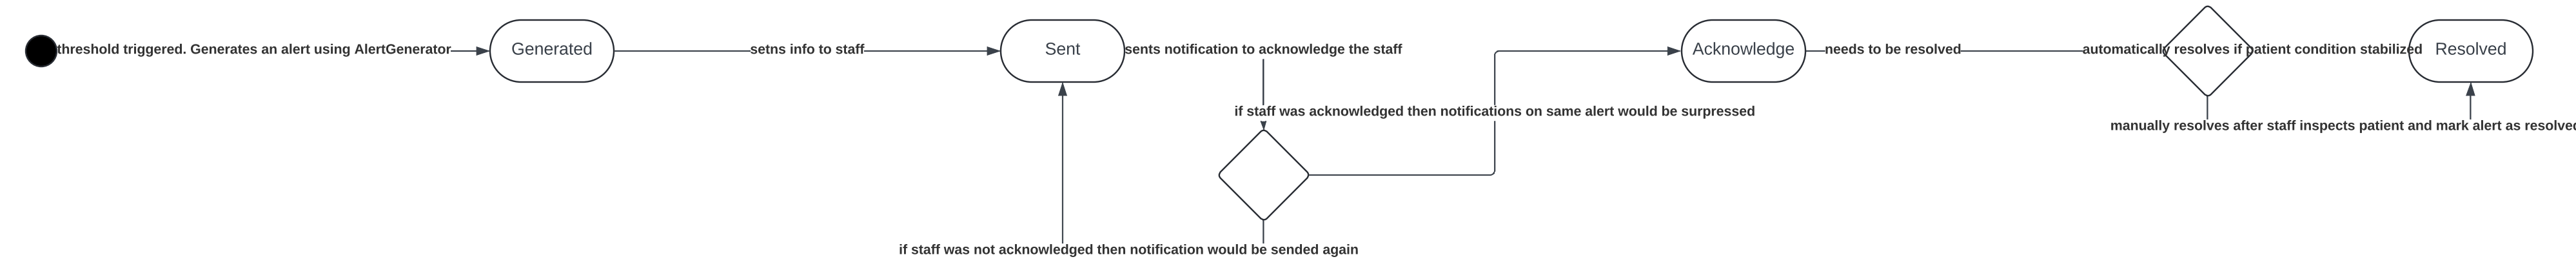 threshold triggered. Generates an alert using AlertGenerator
Generated
setns info to staff
Sent
sents notification to acknowledge the staff
if staff was acknowledged then notifications on same alert would be surpressed
if staff was not acknowledged then notification would be sended again
Acknowledge
needs to be resolved
automatically resolves if patient condition stabilized
manually resolves after staff inspects patient and mark alert as resolved
Resolved